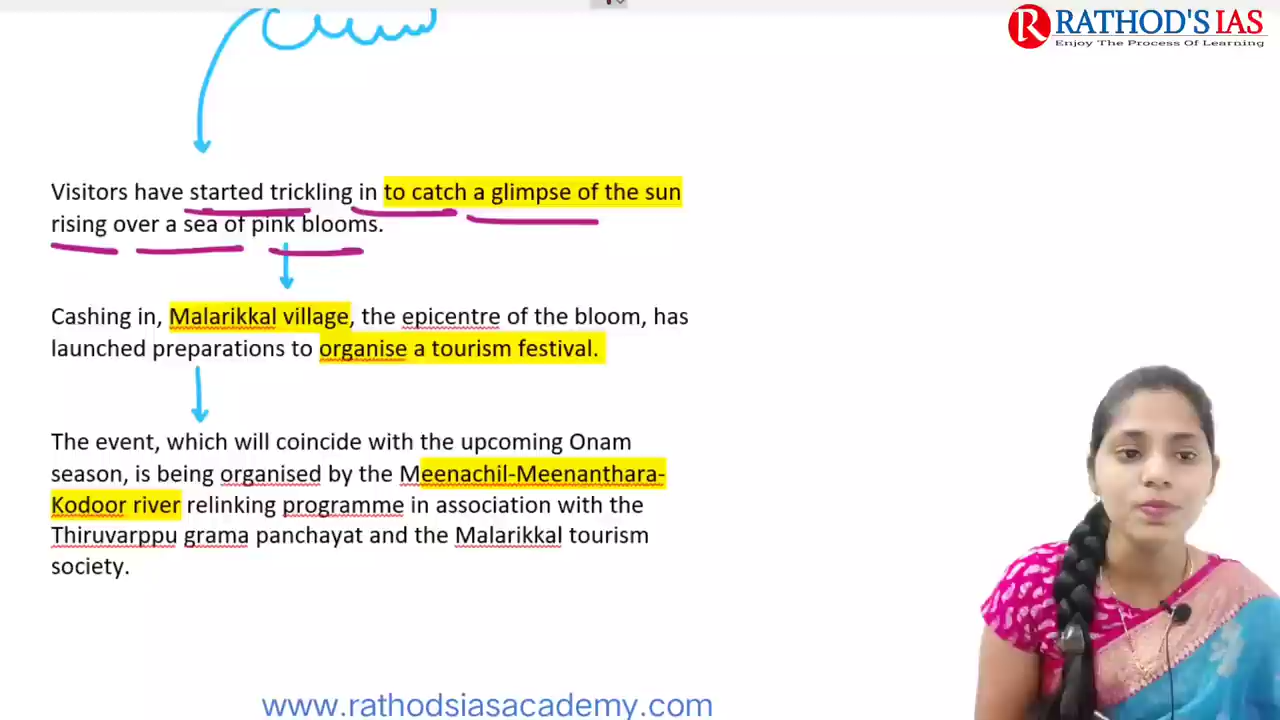 RATHOD'S IAS
Enjoy The Process Of Learning
Visitors have started trickling in to catch a glimpse of the sun
rising over a sea of pink blooms.
Cashing in, Malarikkal village, the epicentre of the bloom, has
launched preparations to organise a tourism festival.
The event, which will coincide with the upcoming Onam
season, is being organised by the Meenachil-Meenanthara-
Kodoor river relinking programme in association with the
Thiruvarppu grama panchayat and the Malarikkal tourism
society.
www.rathodsiasacademy.com